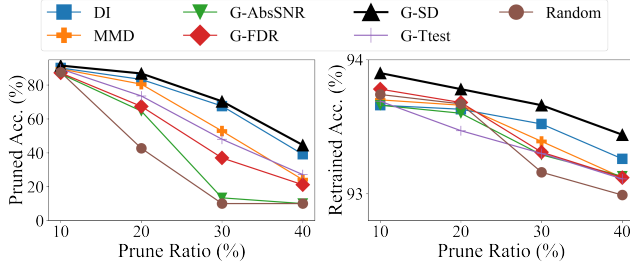 DI G-AbsSNR G-SD Random
MMD G-FDR G-Ttest
80
60
40
20
0
Pruned Acc. (%)
10 20 30 40
Prune Ratio (%)
94
93
Retrained Acc. (%)
10 20 30 40
Prune Ratio (%)